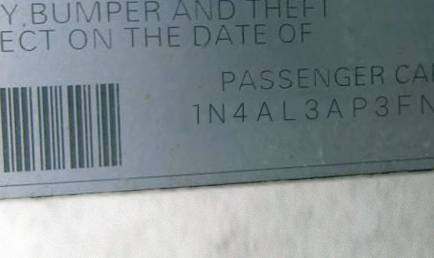 Y, BUMPER AND THEFT
ECT ON THE DATE OF
PASSENGER CA
1N4AL3AP3FN